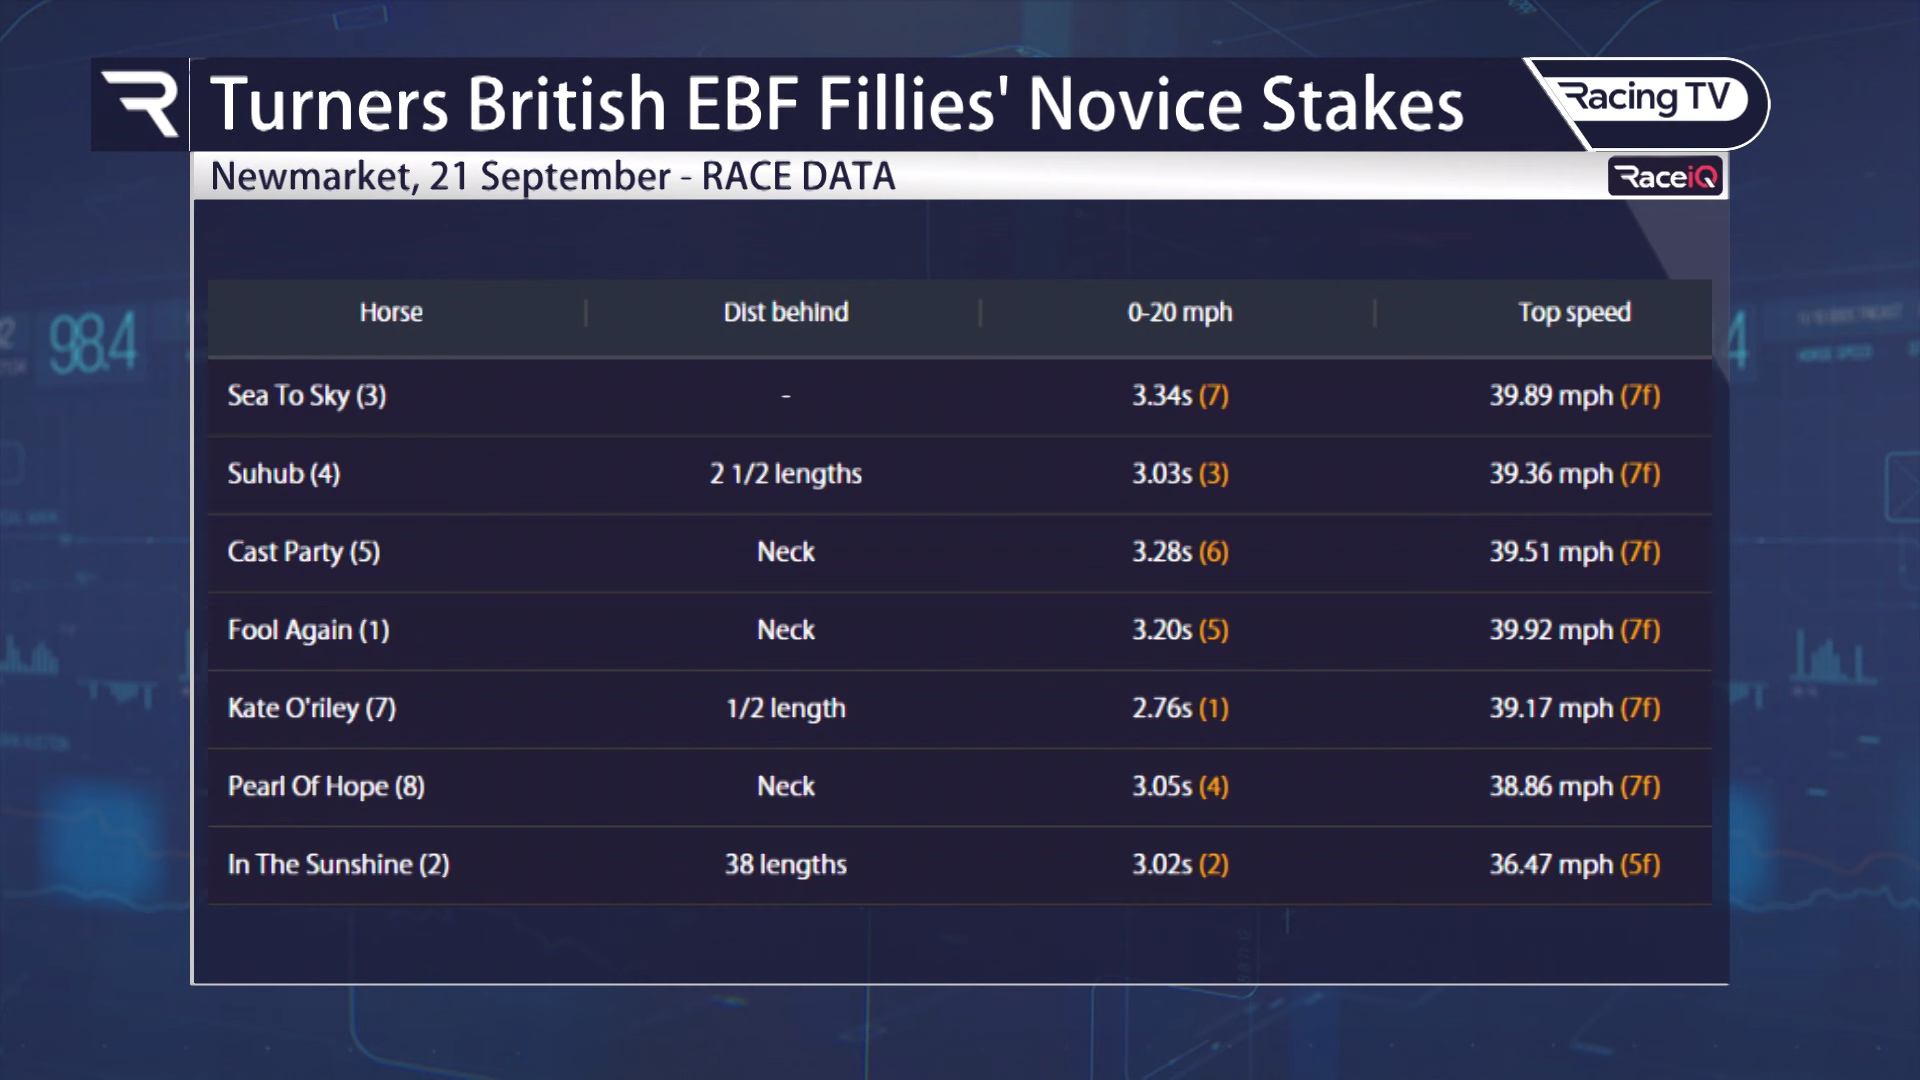 Turners British EBF Fillies' Novice Stakes
Racing TV
Newmarket, 21 September - RACE DATA
RaceiQ
Horse Dist behind 0-20 mph Top speed
98.4
Sea To Sky (3) - 3.34s (7) 39.89 mph (7f)
Suhub (4) 2 1/2 lengths 3.03s (3) 39.36 mph (7f)
Cast Party (5) Neck 3.28s (6) 39.51 mph (7f)
Fool Again (1) Neck 3.20s (5) 39.92 mph (7f)
Kate O'riley (7) 1/2 length 2.76s (1) 39.17 mph (7f)
Pearl Of Hope (8) Neck 3.05s (4) 38.86 mph (7f)
In The Sunshine (2) 38 lengths 3.02s (2) 36.47 mph (5f)